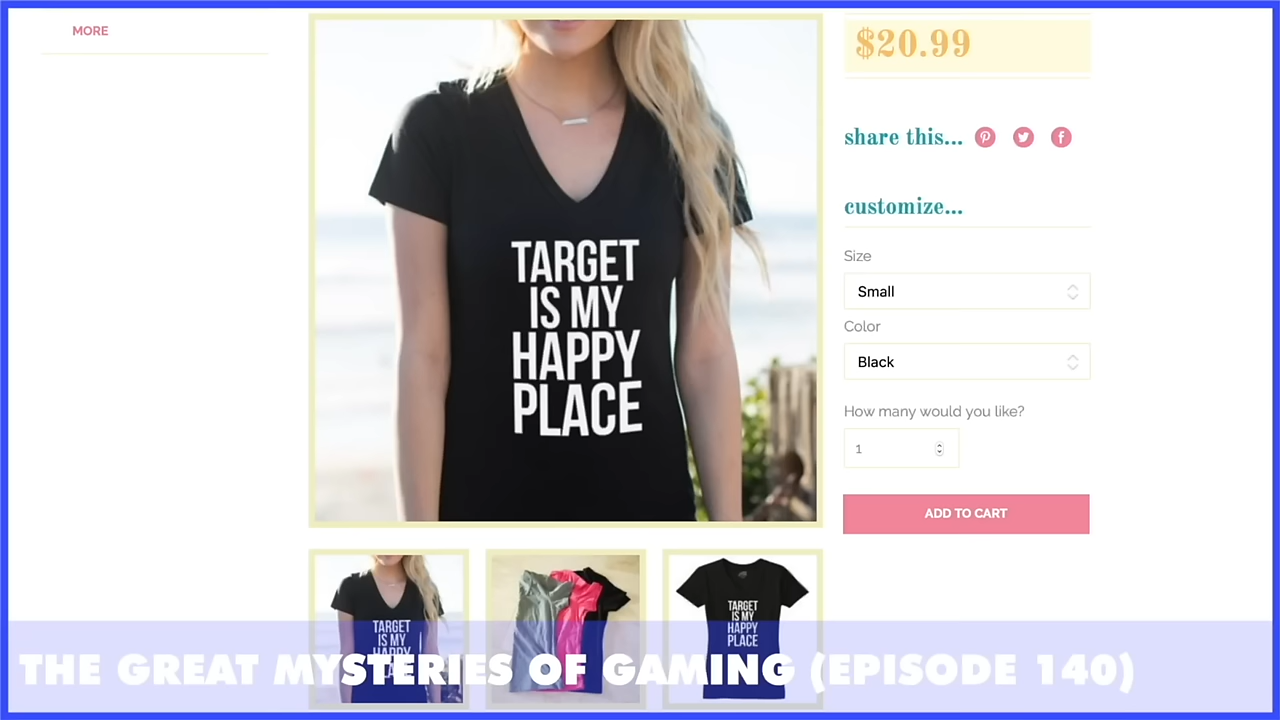 MORE
TARGET
IS MY
HAPPY
PLACE
$20.99
share this...
customize...
Size
Small
Color
Black
How many would you like?
1
ADD TO CART
TARGET
IS MY
HAPPY
TARGET
IS MY
HAPPY
PLACE
THE GREAT MYSTERIES OF GAMING (EPISODE 140)